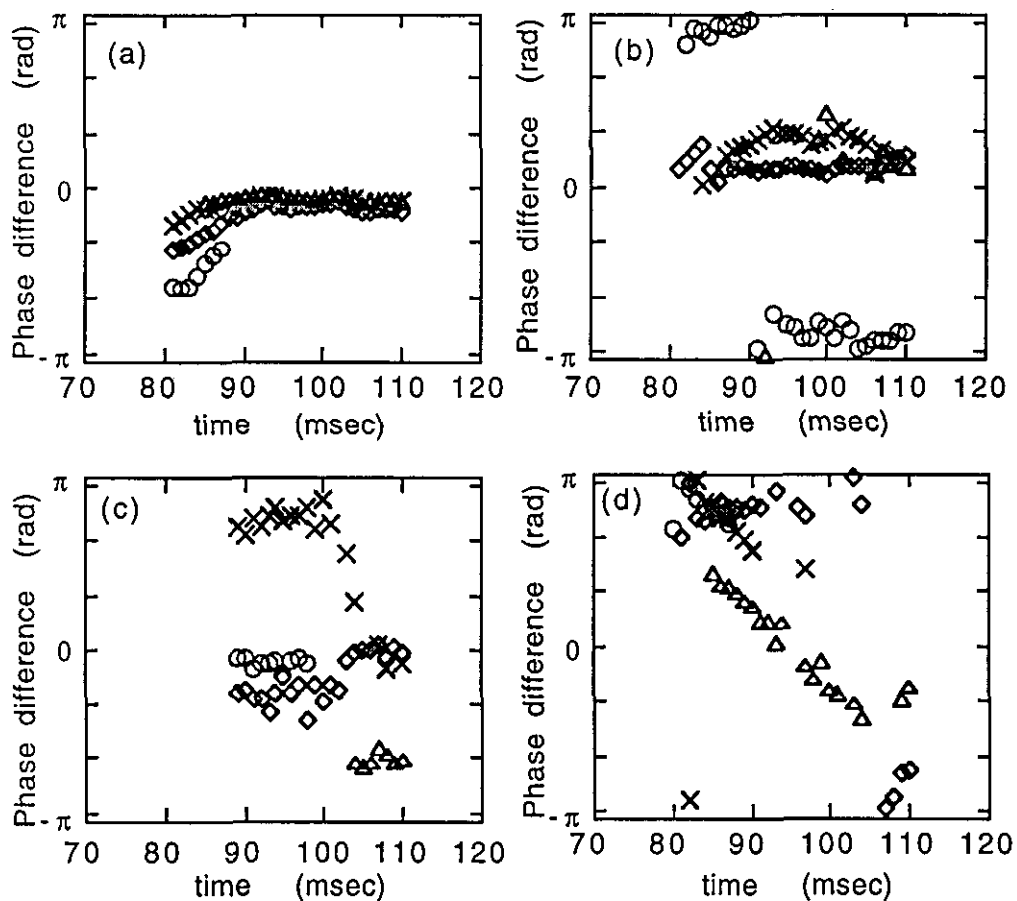 π
Phase difference (rad)
(a)
0
- π
70 80 90 100 110 120
time (msec)
π
Phase difference (rad)
(b)
0
- π
70 80 90 100 110 120
time (msec)
π
Phase difference (rad)
(c)
0
- π
70 80 90 100 110 120
time (msec)
π
Phase difference (rad)
(d)
0
- π
70 80 90 100 110 120
time (msec)